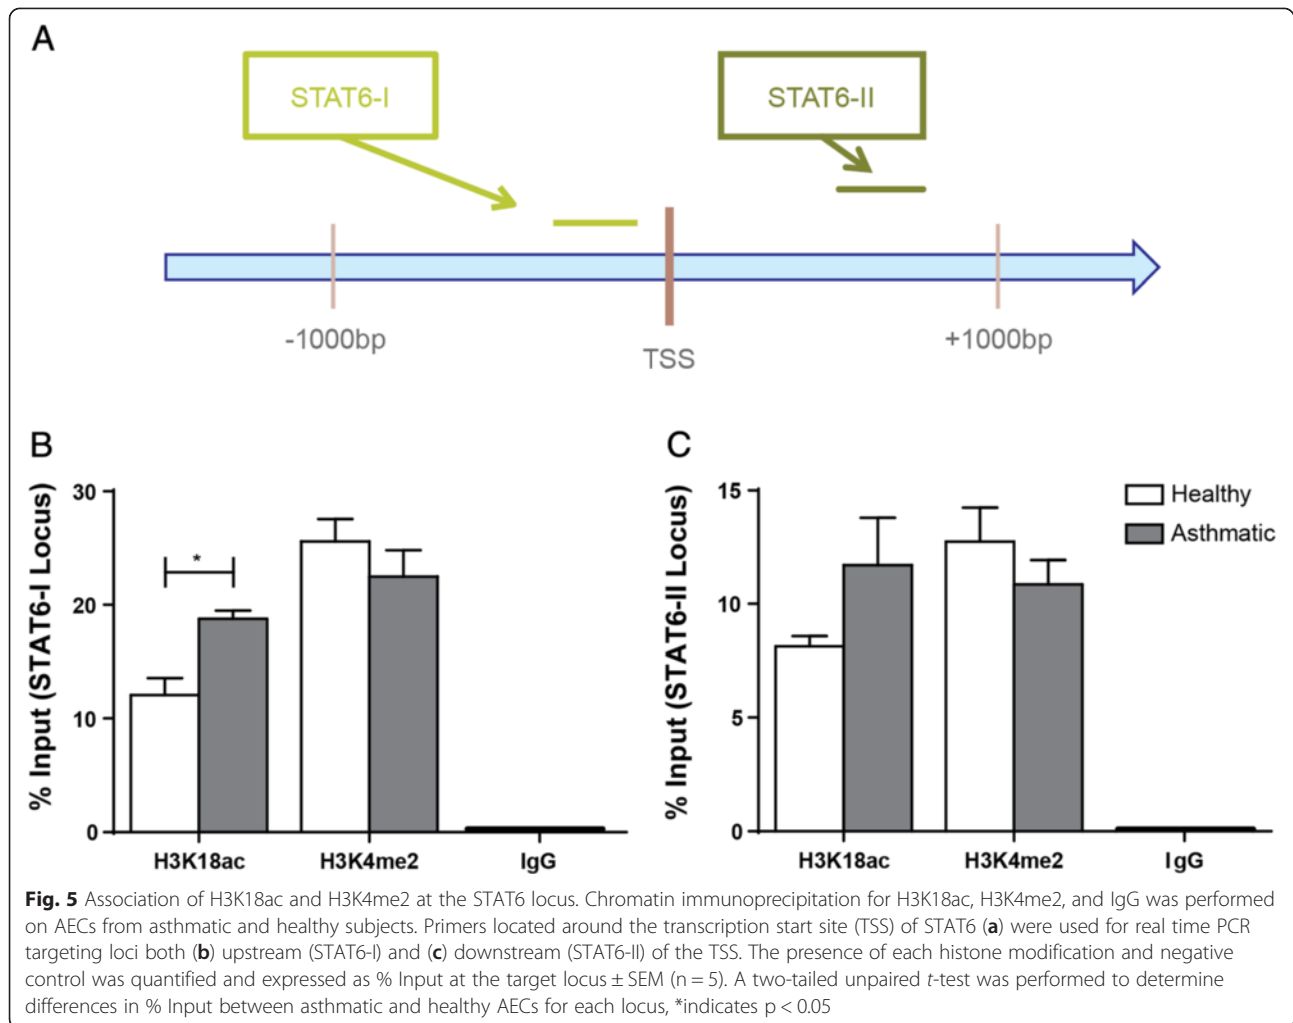 A
STAT6-I
STAT6-II
-1000bp
TSS
+1000bp
B
% Input (STAT6-I Locus)
30
20
10
0
*
H3K18ac
H3K4me2
IgG
C
% Input (STAT6-II Locus)
15
10
5
0
H3K18ac
H3K4me2
IgG
Healthy
Asthmatic
Fig. 5 Association of H3K18ac and H3K4me2 at the STAT6 locus. Chromatin immunoprecipitation for H3K18ac, H3K4me2, and IgG was performed
on AECs from asthmatic and healthy subjects. Primers located around the transcription start site (TSS) of STAT6 (a) were used for real time PCR
targeting loci both (b) upstream (STAT6-I) and (c) downstream (STAT6-II) of the TSS. The presence of each histone modification and negative
control was quantified and expressed as % Input at the target locus ± SEM (n = 5). A two-tailed unpaired t-test was performed to determine
differences in % Input between asthmatic and healthy AECs for each locus, *indicates p < 0.05